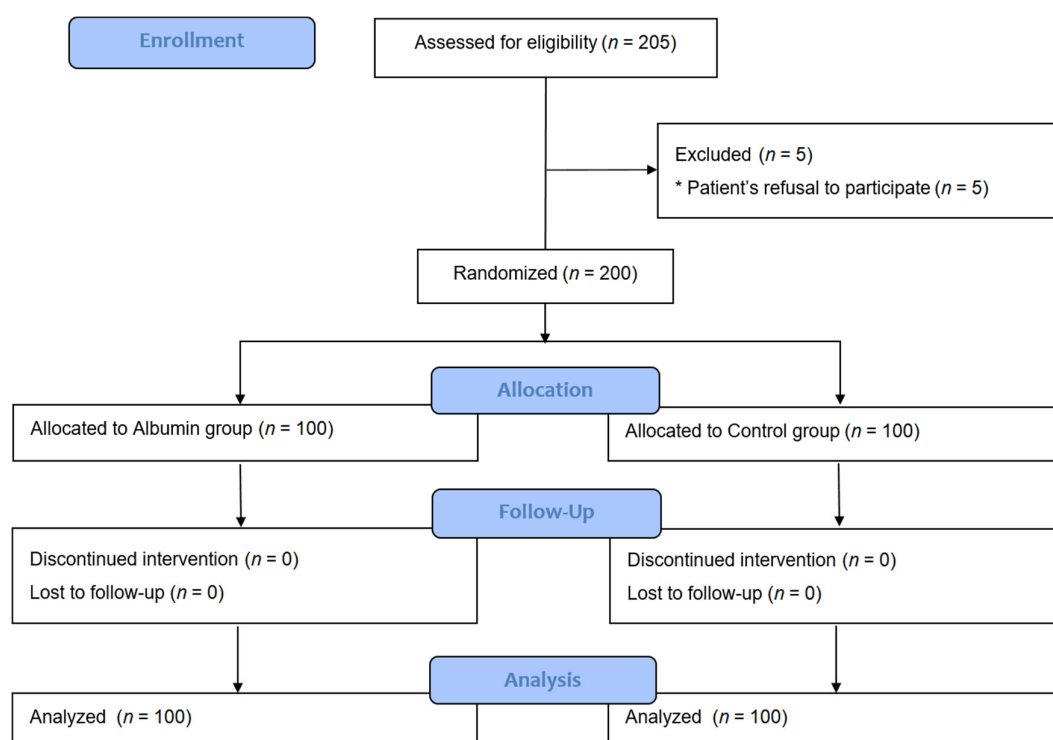 Enrollment
Assessed for eligibility (n = 205)
Excluded (n = 5)
* Patient's refusal to participate (n = 5)
Randomized (n = 200)
Allocation
Allocated to Albumin group (n = 100)
Allocated to Control group (n = 100)
Follow-Up
Discontinued intervention (n = 0)
Lost to follow-up (n = 0)
Discontinued intervention (n = 0)
Lost to follow-up (n = 0)
Analysis
Analyzed (n = 100)
Analyzed (n = 100)